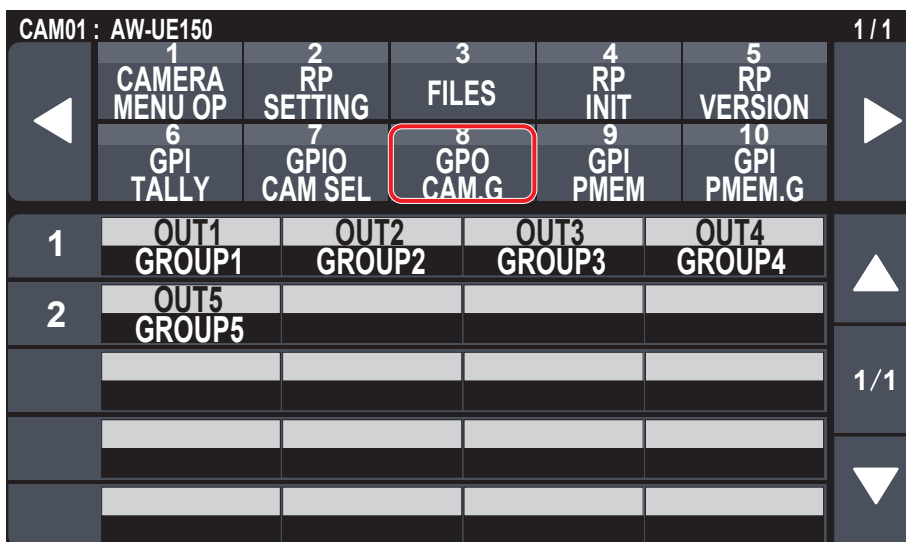 CAM01 : AW-UE150 1 / 1
1 2 3 4 5
CAMERA MENU OP RP SETTING FILES RP INIT RP VERSION
6 7 8 9 10
GPI TALLY GPIO CAM SEL GPO CAM.G GPI PMEM GPI PMEM.G
1 OUT1 OUT2 OUT3 OUT4
GROUP1 GROUP2 GROUP3 GROUP4
2 OUT5
GROUP5
1/1